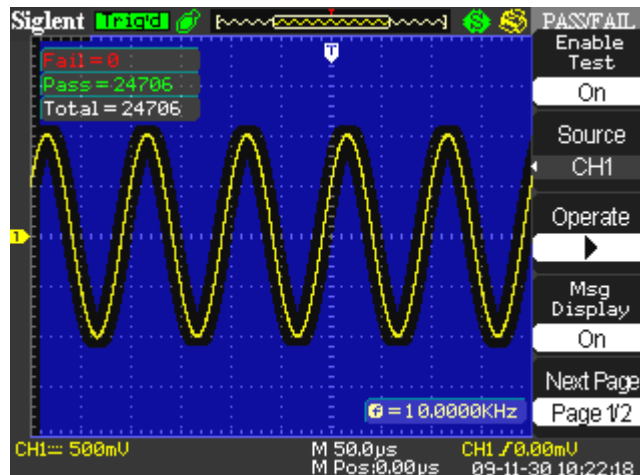 Siglent Trig'd T S PASS/FAIL
Fail=0
Pass=24706
Total=24706
Enable
Test
On
Source
CH1
Operate
Msg
Display
On
Next Page
Page 1/2
1
f=10.0000KHz
CH1 500mV M 50.0µs CH1 0.00mV
M Pos:0.00µs 09-11-30 10:22:18